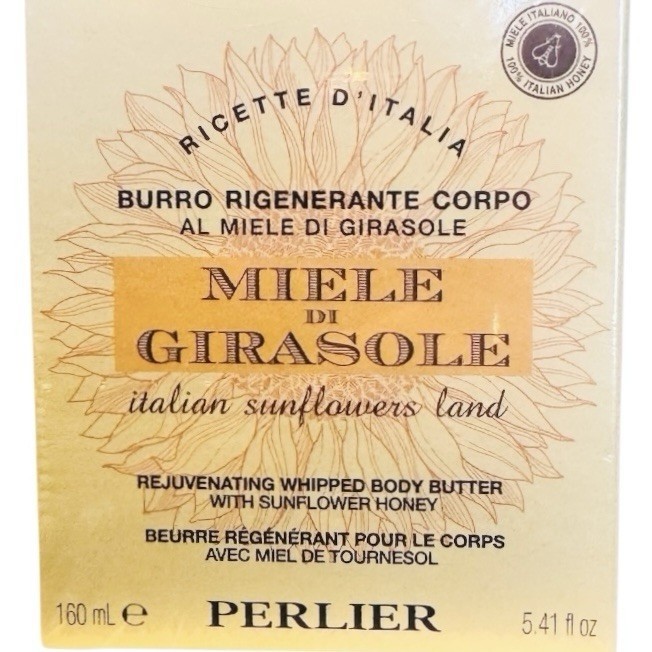 MIELE ITALIANO 100%
100% ITALIAN HONEY
RICETTE D'ITALIA
BURRO RIGENERANTE CORPO
AL MIELE DI GIRASOLE
MIELE
DI
GIRASOLE
italian sunflowers land
REJUVENATING WHIPPED BODY BUTTER
WITH SUNFLOWER HONEY
BEURRE RÉGÉNÉRANT POUR LE CORPS
AVEC MIEL DE TOURNESOL
160 mL ℮ PERLIER 5.41 fl oz